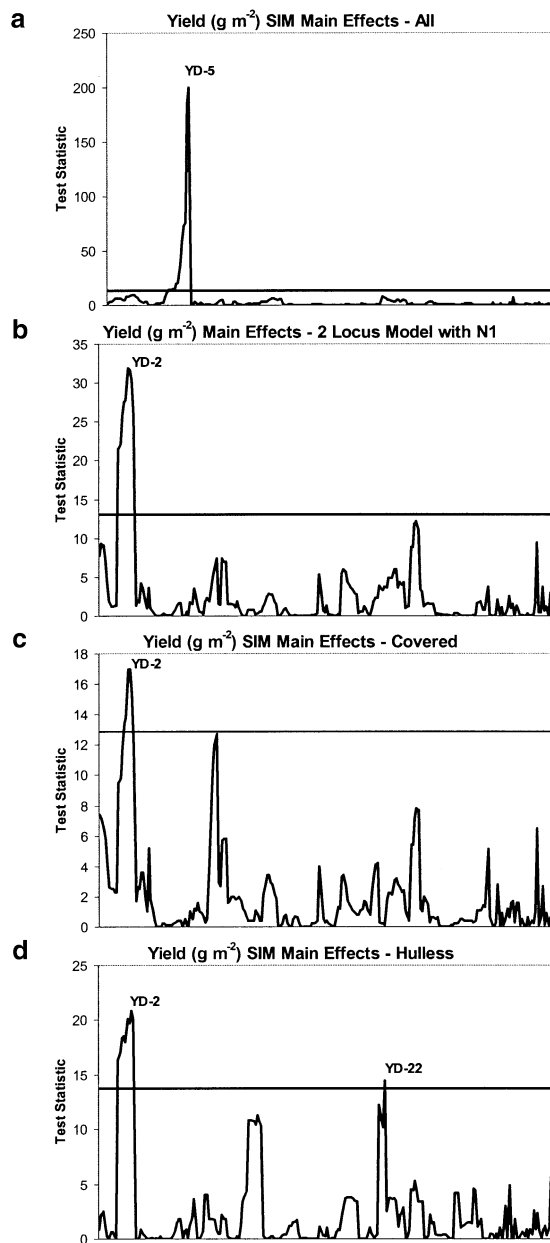 a
Yield (g m-2) SIM Main Effects - All
250
200
150
100
50
0
Test Statistic
YD-5
b
Yield (g m-2) Main Effects - 2 Locus Model with N1
35
30
25
20
15
10
5
0
Test Statistic
YD-2
c
Yield (g m-2) SIM Main Effects - Covered
18
16
14
12
10
8
6
4
2
0
Test Statistic
YD-2
d
Yield (g m-2) SIM Main Effects - Hulless
25
20
15
10
5
0
Test Statistic
YD-2
YD-22